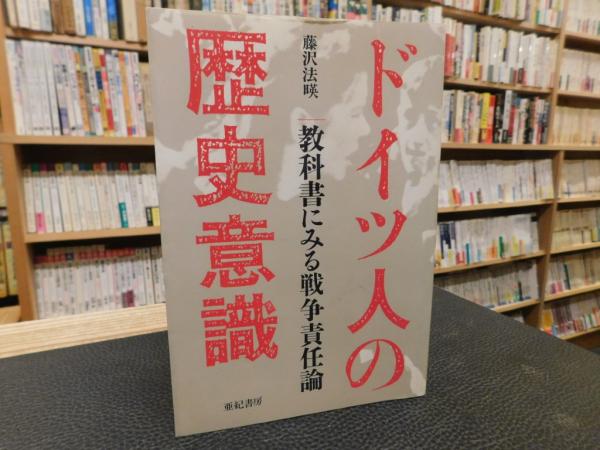 ドイツ人の
歴史意識
藤沢法暎
教科書にみる戦争責任論
亜紀書房